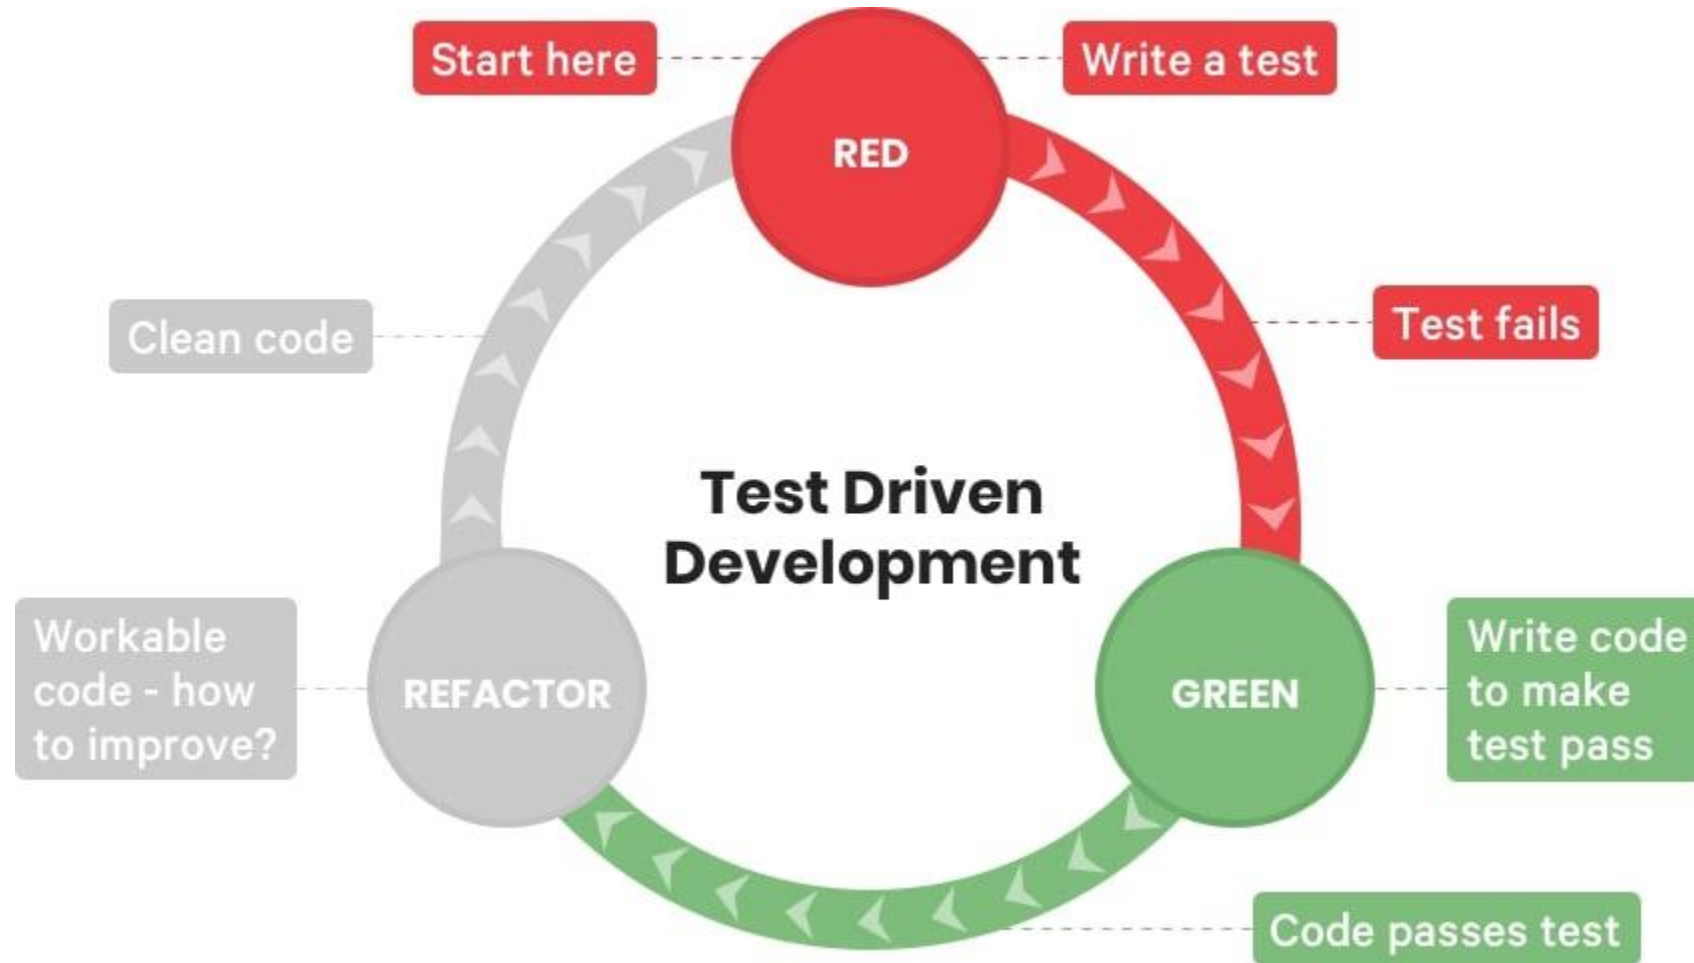 Start here
Write a test
RED
Test fails
Clean code
Test Driven
Development
Workable
code - how
to improve?
REFACTOR
GREEN
Write code
to make
test pass
Code passes test